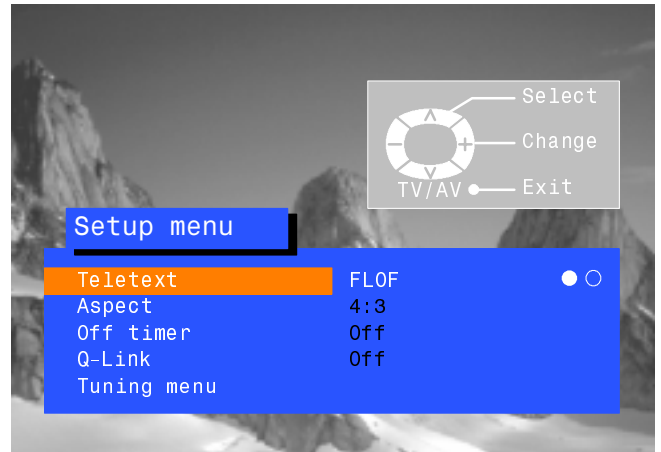 Select
Change
TV/AV Exit
Setup menu
Teletext FLOF
Aspect 4:3
Off timer Off
Q-Link Off
Tuning menu